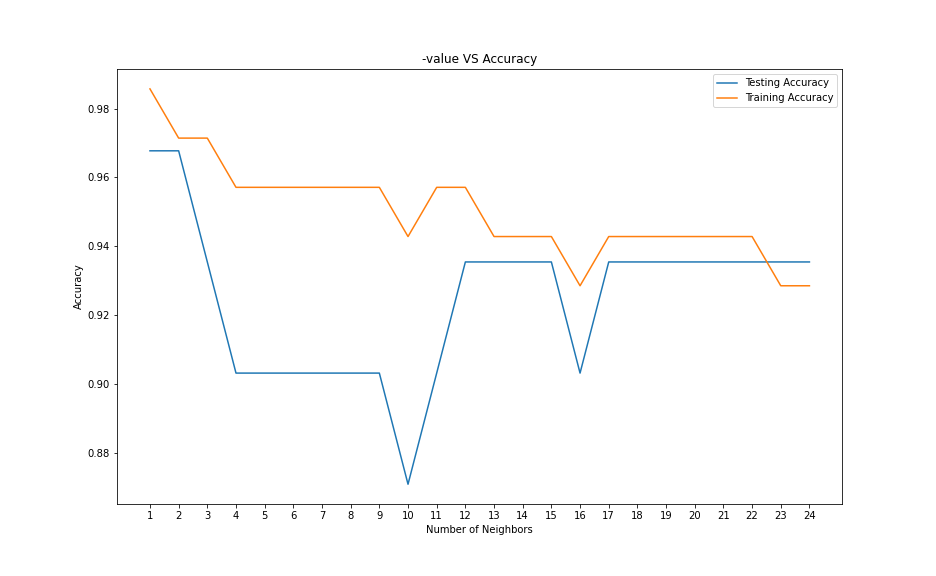 -value VS Accuracy
Testing Accuracy
Training Accuracy
0.98
0.96
0.94
0.92
0.90
0.88
Accuracy
1 2 3 4 5 6 7 8 9 10 11 12 13 14 15 16 17 18 19 20 21 22 23 24
Number of Neighbors